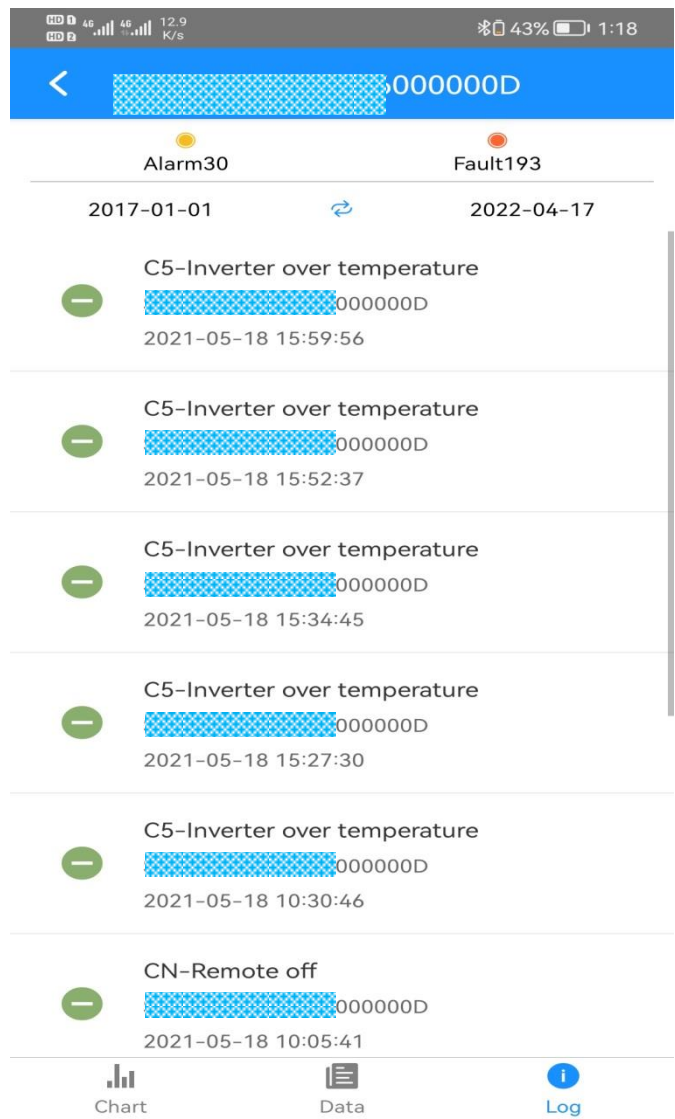 HD 1 4G 4G 12.9 43% 1:18
HD 2 K/s
000000D
Alarm30 Fault193
2017-01-01 2022-04-17
C5-Inverter over temperature
000000D
2021-05-18 15:59:56
C5-Inverter over temperature
000000D
2021-05-18 15:52:37
C5-Inverter over temperature
000000D
2021-05-18 15:34:45
C5-Inverter over temperature
000000D
2021-05-18 15:27:30
C5-Inverter over temperature
000000D
2021-05-18 10:30:46
CN-Remote off
000000D
2021-05-18 10:05:41
Chart Data Log